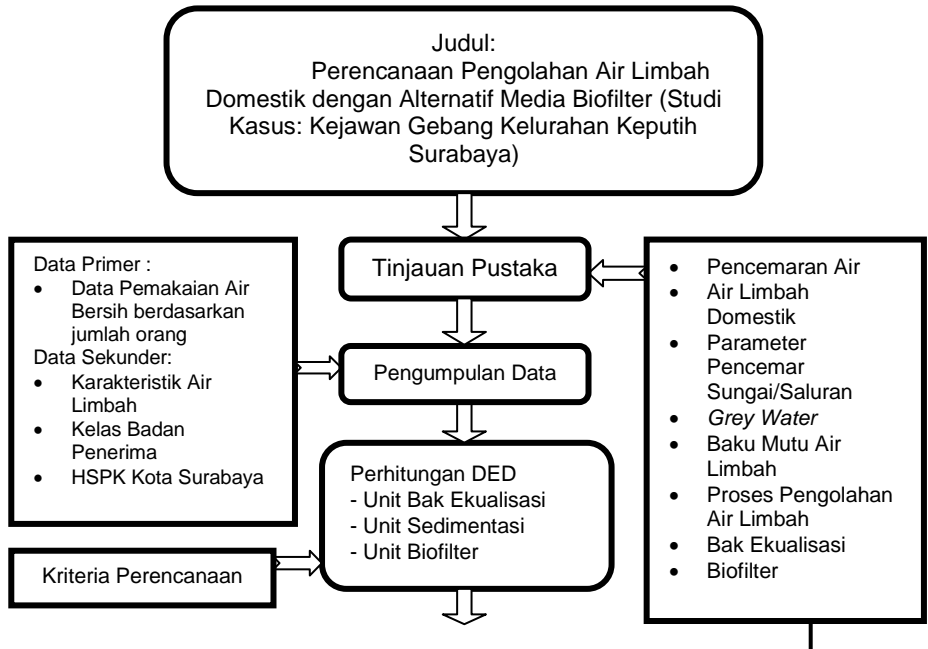 Judul:
Perencanaan Pengolahan Air Limbah
Domestik dengan Alternatif Media Biofilter (Studi
Kasus: Kejawan Gebang Kelurahan Keputih
Surabaya)
Tinjauan Pustaka
Data Primer :
• Data Pemakaian Air
Bersih berdasarkan
jumlah orang
Data Sekunder:
• Karakteristik Air
Limbah
• Kelas Badan
Penerima
• HSPK Kota Surabaya
• Pencemaran Air
• Air Limbah
Domestik
• Parameter
Pencemar
Sungai/Saluran
• Grey Water
• Baku Mutu Air
Limbah
• Proses Pengolahan
Air Limbah
• Bak Ekualisasi
• Biofilter
Pengumpulan Data
Perhitungan DED
- Unit Bak Ekualisasi
- Unit Sedimentasi
- Unit Biofilter
Kriteria Perencanaan